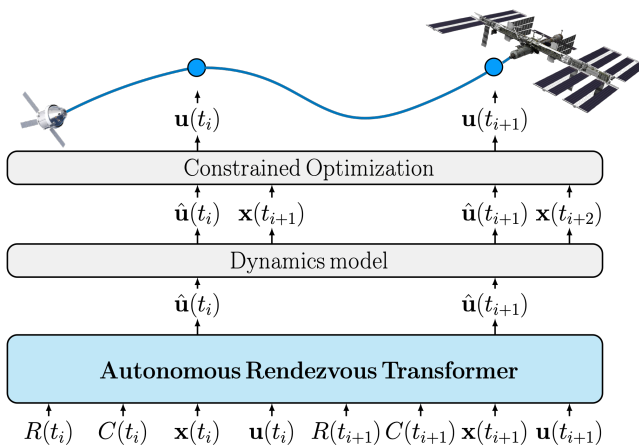 𝐮(t_i) 𝐮(t_{i+1})
Constrained Optimization
𝐮̂(t_i) 𝐱(t_{i+1}) 𝐮̂(t_{i+1}) 𝐱(t_{i+2})
Dynamics model
𝐮̂(t_i) 𝐮̂(t_{i+1})
Autonomous Rendezvous Transformer
R(t_i) C(t_i) 𝐱(t_i) 𝐮(t_i) R(t_{i+1}) C(t_{i+1}) 𝐱(t_{i+1}) 𝐮(t_{i+1})